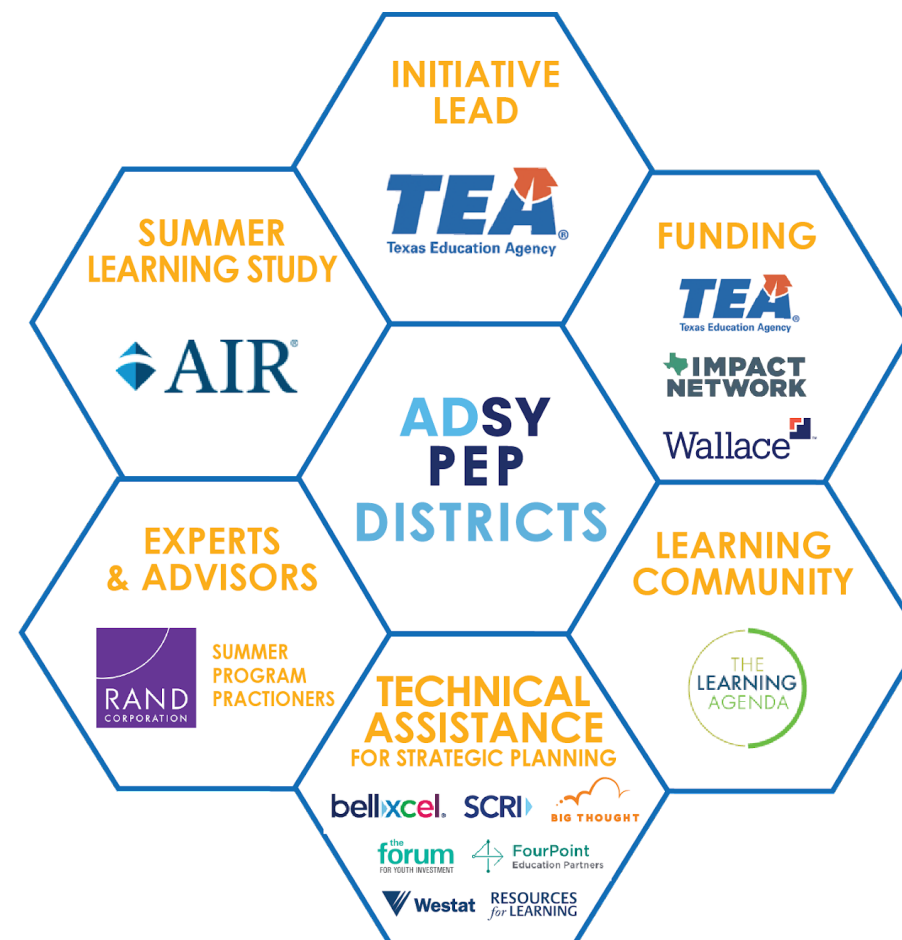 INITIATIVE
LEAD
TEA®
Texas Education Agency
SUMMER
LEARNING STUDY
AIR®
FUNDING
TEA®
Texas Education Agency
IMPACT
NETWORK
Wallace™
ADSY
PEP
DISTRICTS
EXPERTS
& ADVISORS
RAND
CORPORATION
SUMMER
PROGRAM
PRACTIONERS
LEARNING
COMMUNITY
THE
LEARNING
AGENDA
TECHNICAL
ASSISTANCE
FOR STRATEGIC PLANNING
bellxcel.
SCRI
BIG THOUGHT
the
forum
FOR YOUTH INVESTMENT
FourPoint
Education Partners
Westat
RESOURCES
for LEARNING